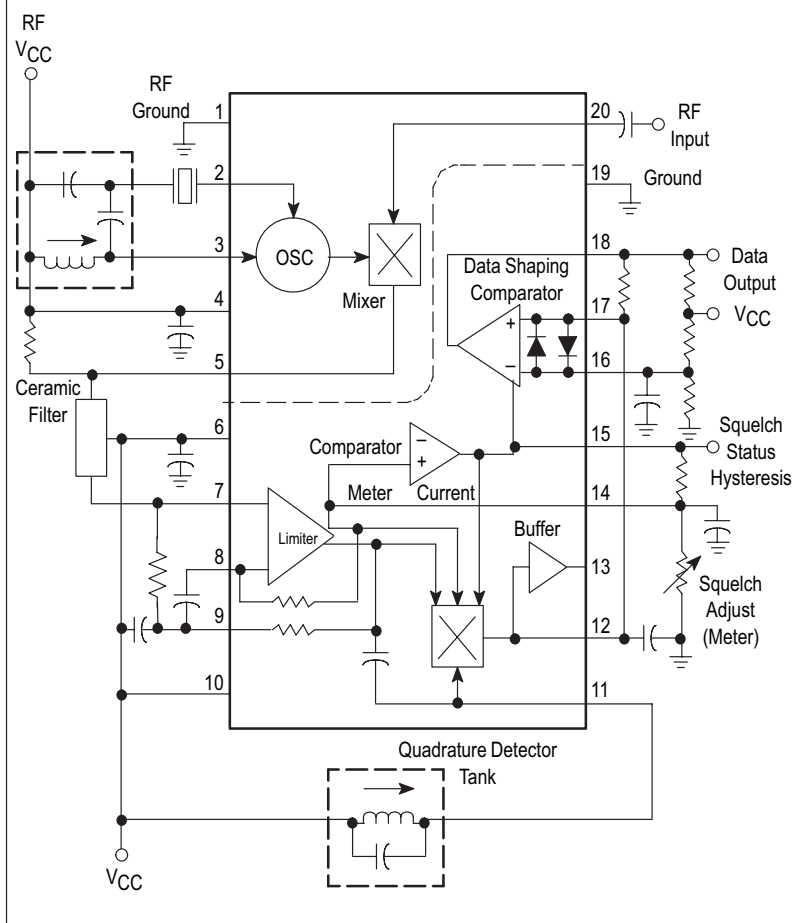 RF
VCC
RF
Ground
1
20
RF
Input
2
19
Ground
3
OSC
Mixer
18
Data
Output
Data Shaping
Comparator
17
VCC
4
+
16
−
5
Ceramic
Filter
6
15
Squelch
Status
Hysteresis
Comparator
−
+
7
Meter
Current
14
Limiter
Buffer
8
13
Squelch
Adjust
(Meter)
9
12
10
11
Quadrature Detector
Tank
VCC